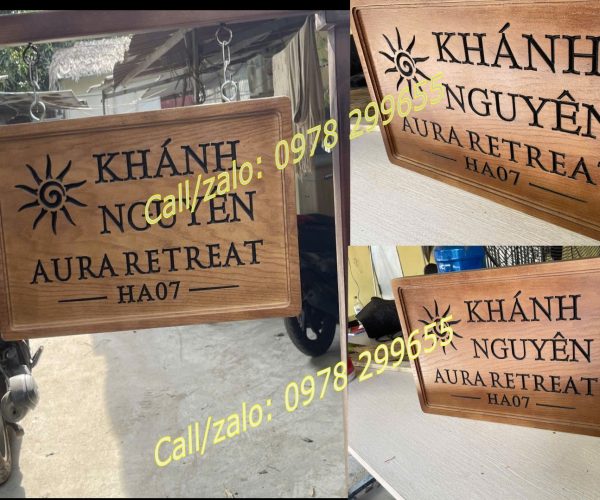 KHÁNH
NGUYÊN
AURA RETREAT
HA07
Call/zalo: 0978 299655
Call/zalo: 0978 299655
KHÁNH
NGUYÊN
AURA RETREAT
HA07
KHÁNH
NGUYÊN
AURA RETREAT
HA07